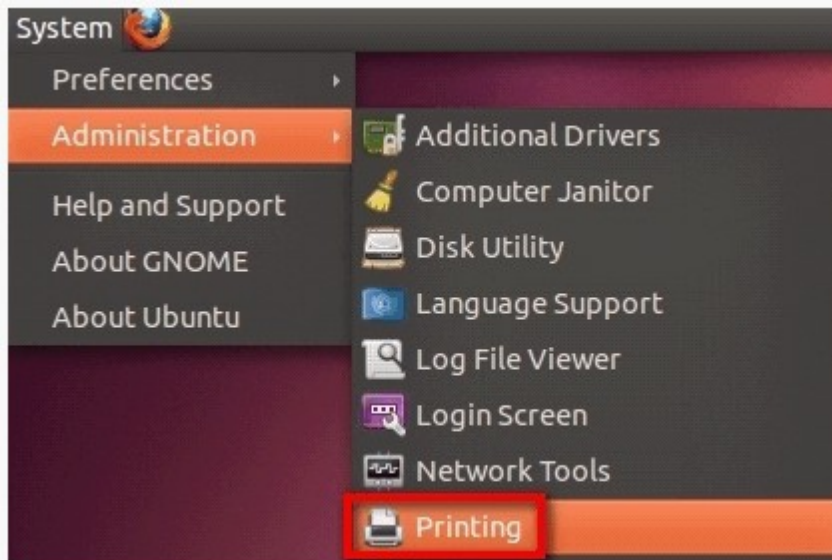 System
Preferences
Administration
Help and Support
About GNOME
About Ubuntu
Additional Drivers
Computer Janitor
Disk Utility
Language Support
Log File Viewer
Login Screen
Network Tools
Printing